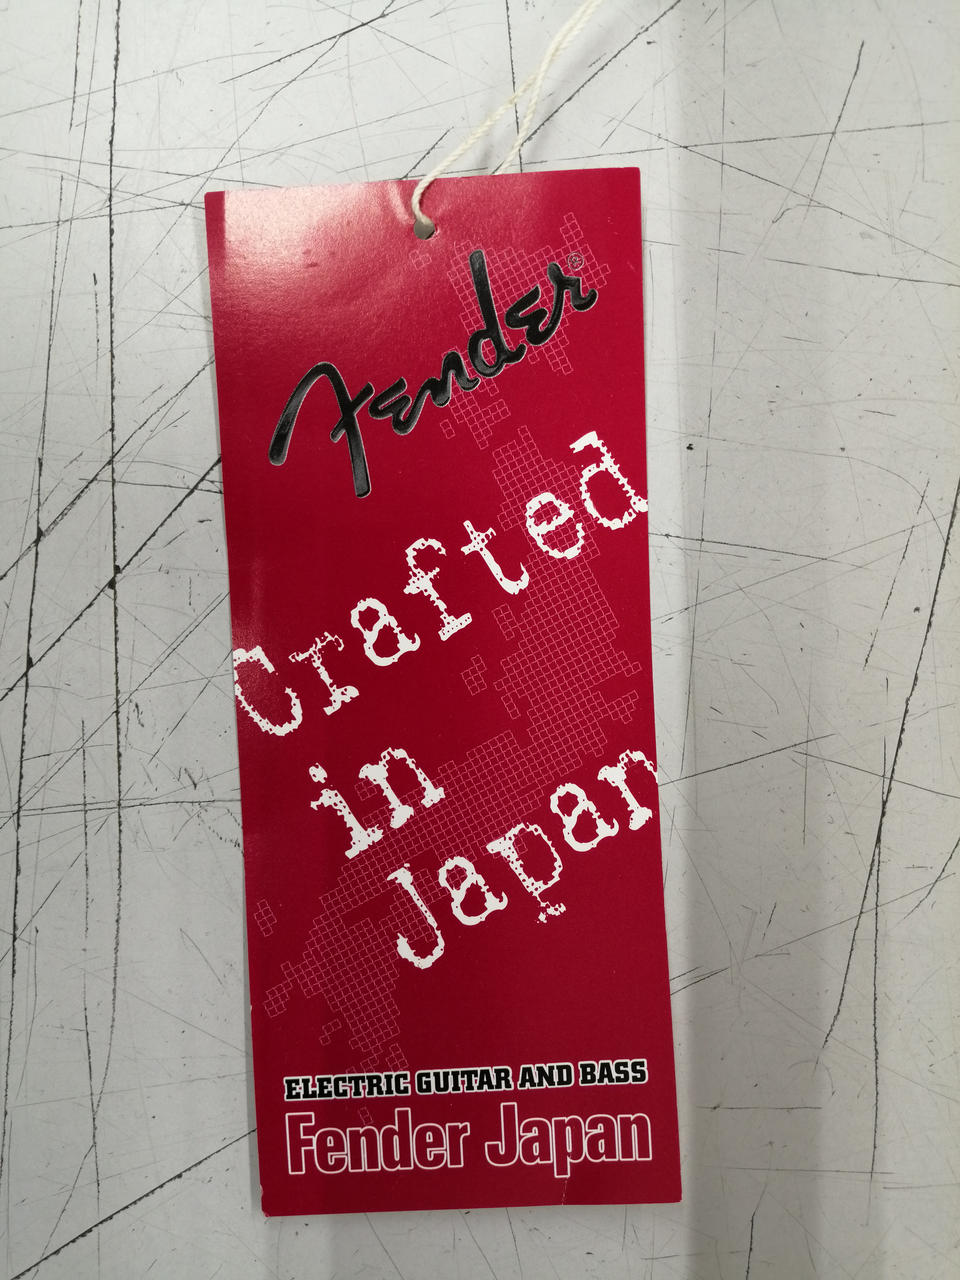 Fender®
Crafted
in
Japan
ELECTRIC GUITAR AND BASS
Fender Japan